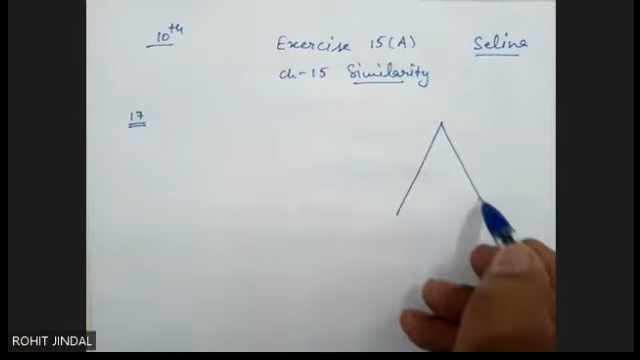 10th
Exercise 15(A)
Selina
ch-15 Similarity
17
ROHIT JINDAL